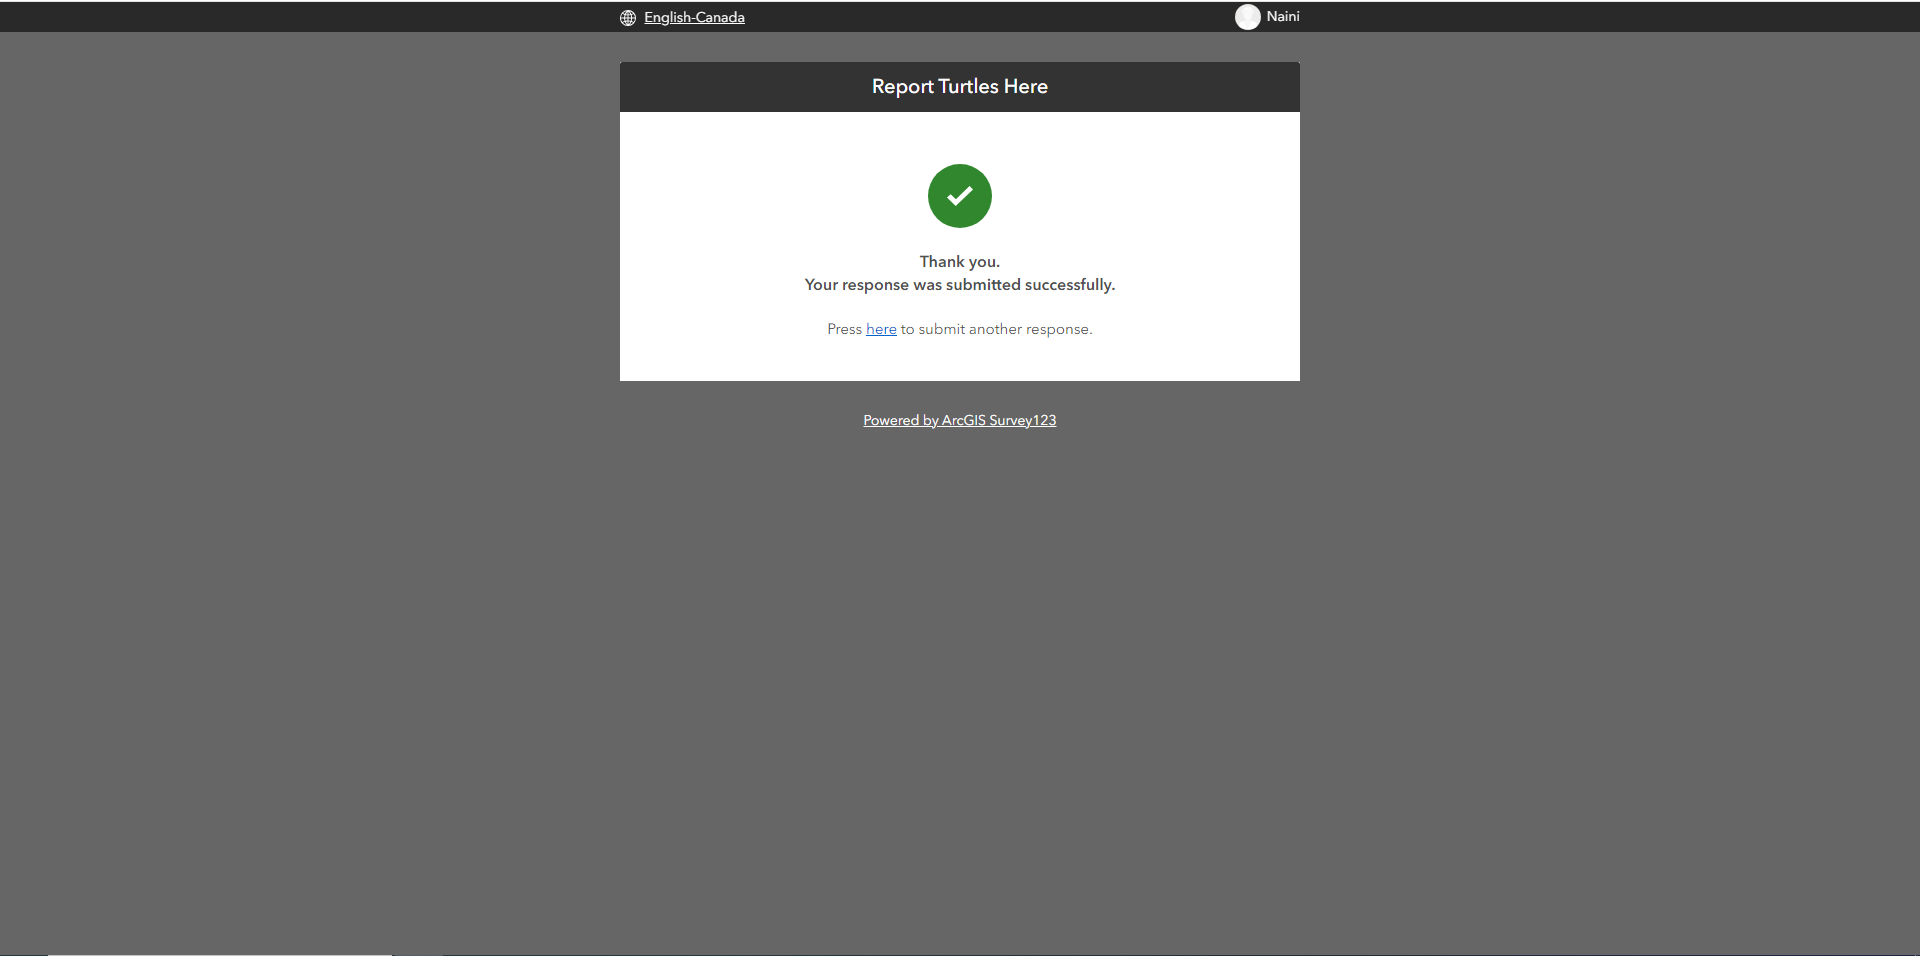 English-Canada
Naini
Report Turtles Here
Thank you.
Your response was submitted successfully.
Press here to submit another response.
Powered by ArcGIS Survey123